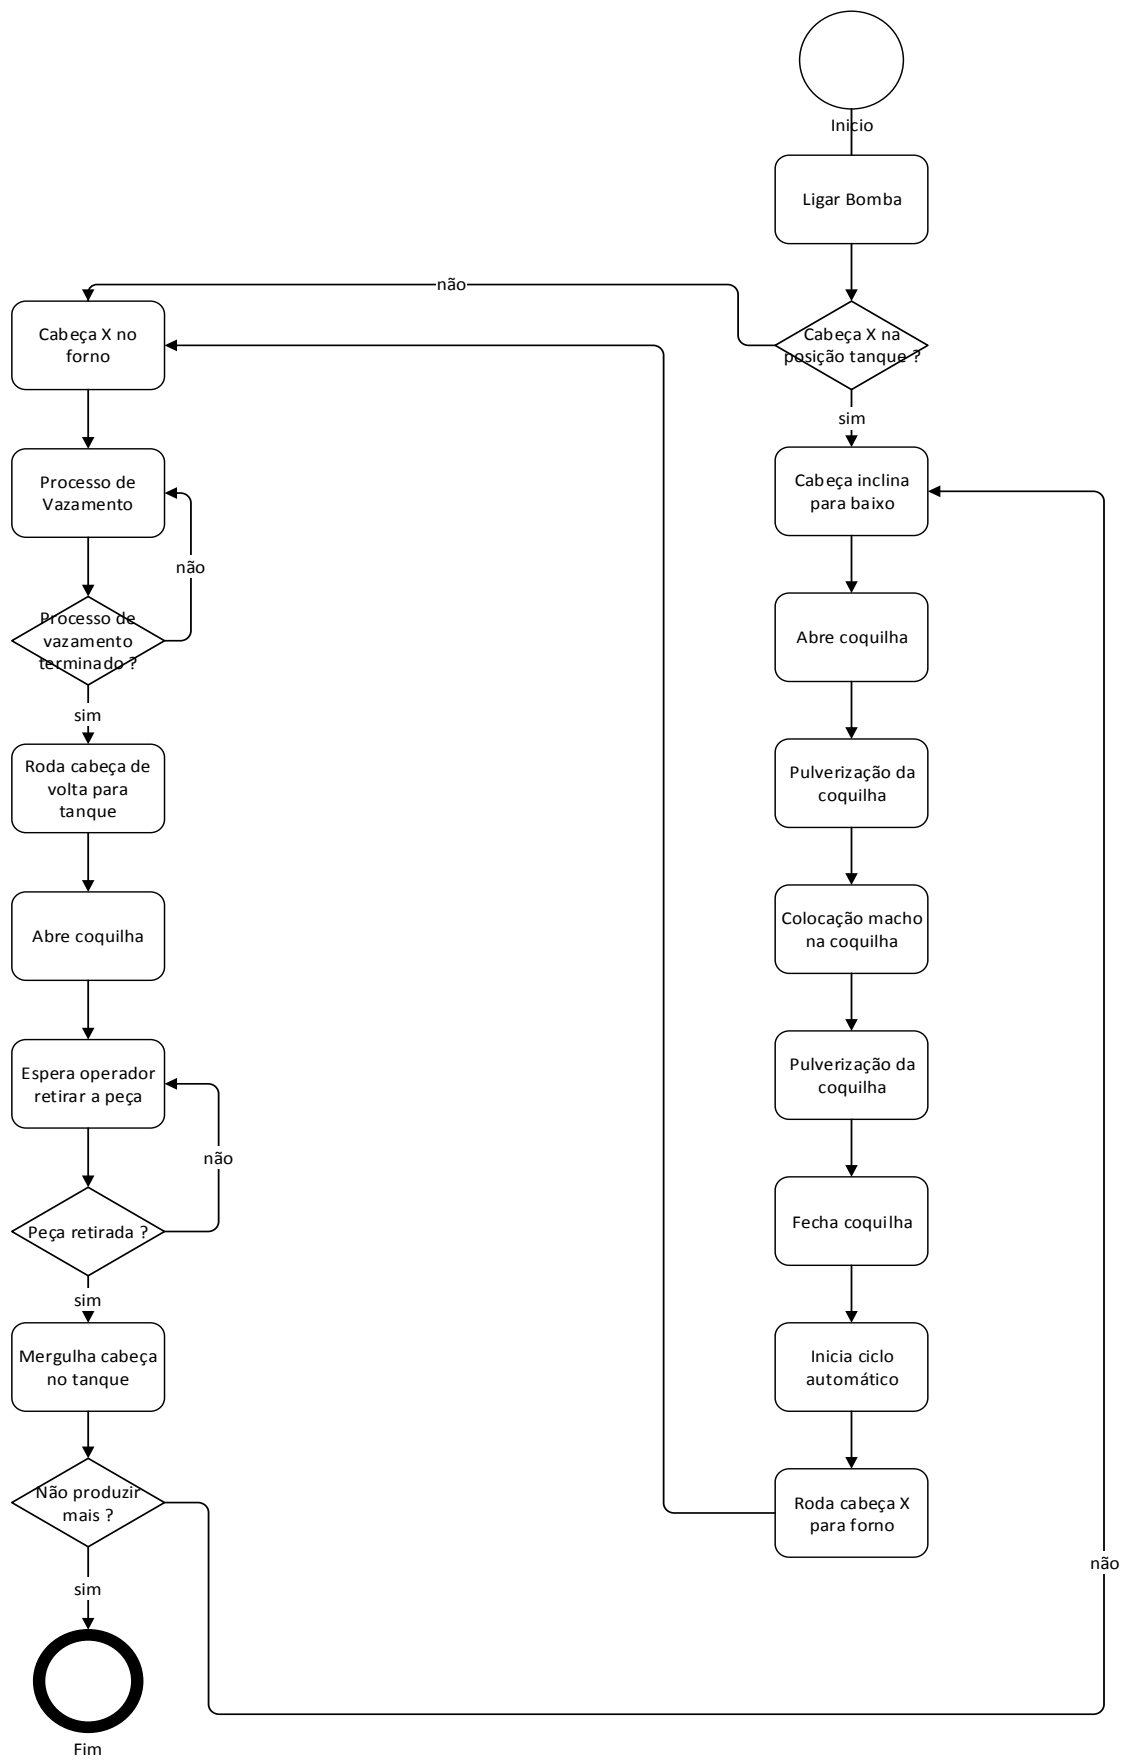 Inicio
Ligar Bomba
não
Cabeça X na
posição tanque ?
sim
Cabeça inclina
para baixo
Abre coquilha
Pulverização da
coquilha
Colocação macho
na coquilha
Pulverização da
coquilha
Fecha coquilha
Inicia ciclo
automático
Roda cabeça X
para forno
Cabeça X no
forno
Processo de
Vazamento
não
Processo de
vazamento
terminado ?
sim
Roda cabeça de
volta para
tanque
Abre coquilha
Espera operador
retirar a peça
não
Peça retirada ?
sim
Mergulha cabeça
no tanque
Não produzir
mais ?
não
sim
Fim